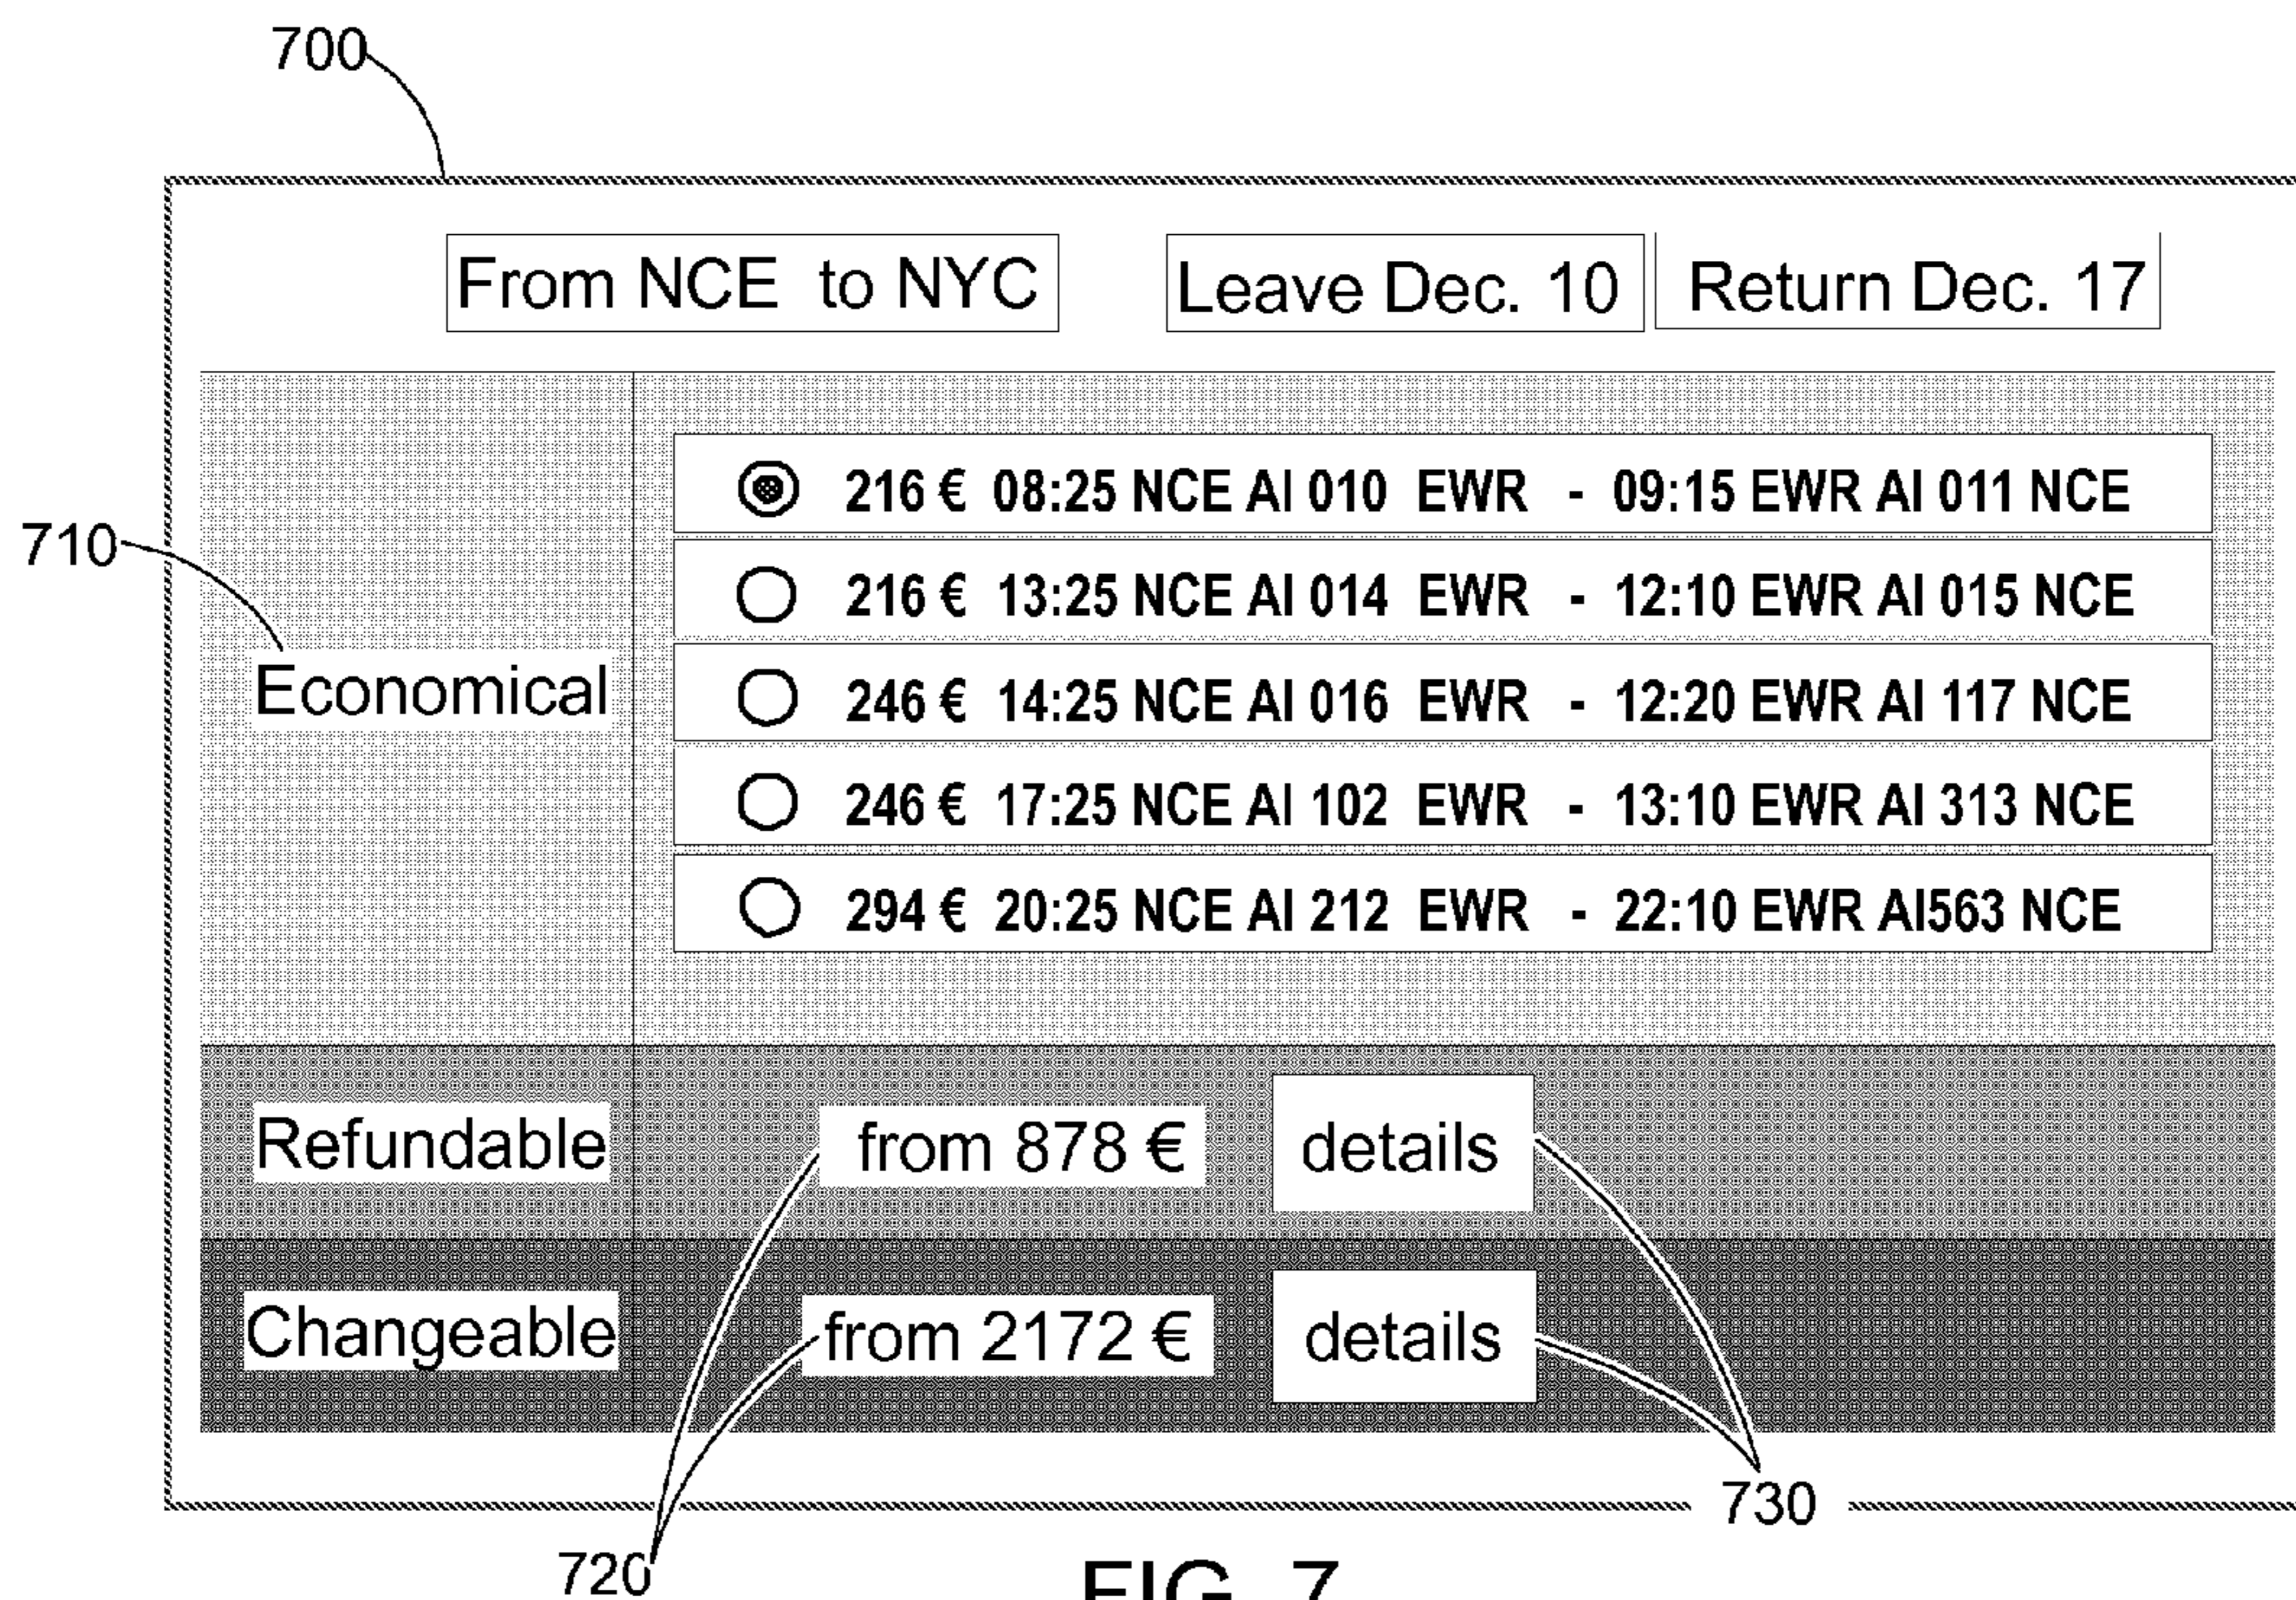 700
From NCE to NYC Leave Dec. 10 Return Dec. 17
216 € 08:25 NCE AI 010 EWR - 09:15 EWR AI 011 NCE
710
216 € 13:25 NCE AI 014 EWR - 12:10 EWR AI 015 NCE
Economical 246 € 14:25 NCE AI 016 EWR - 12:20 EWR AI 117 NCE
246 € 17:25 NCE AI 102 EWR - 13:10 EWR AI 313 NCE
294 € 20:25 NCE AI 212 EWR - 22:10 EWR AI563 NCE
Refundable from 878 € details
Changeable from 2172 € details
730
720
FIG. 7